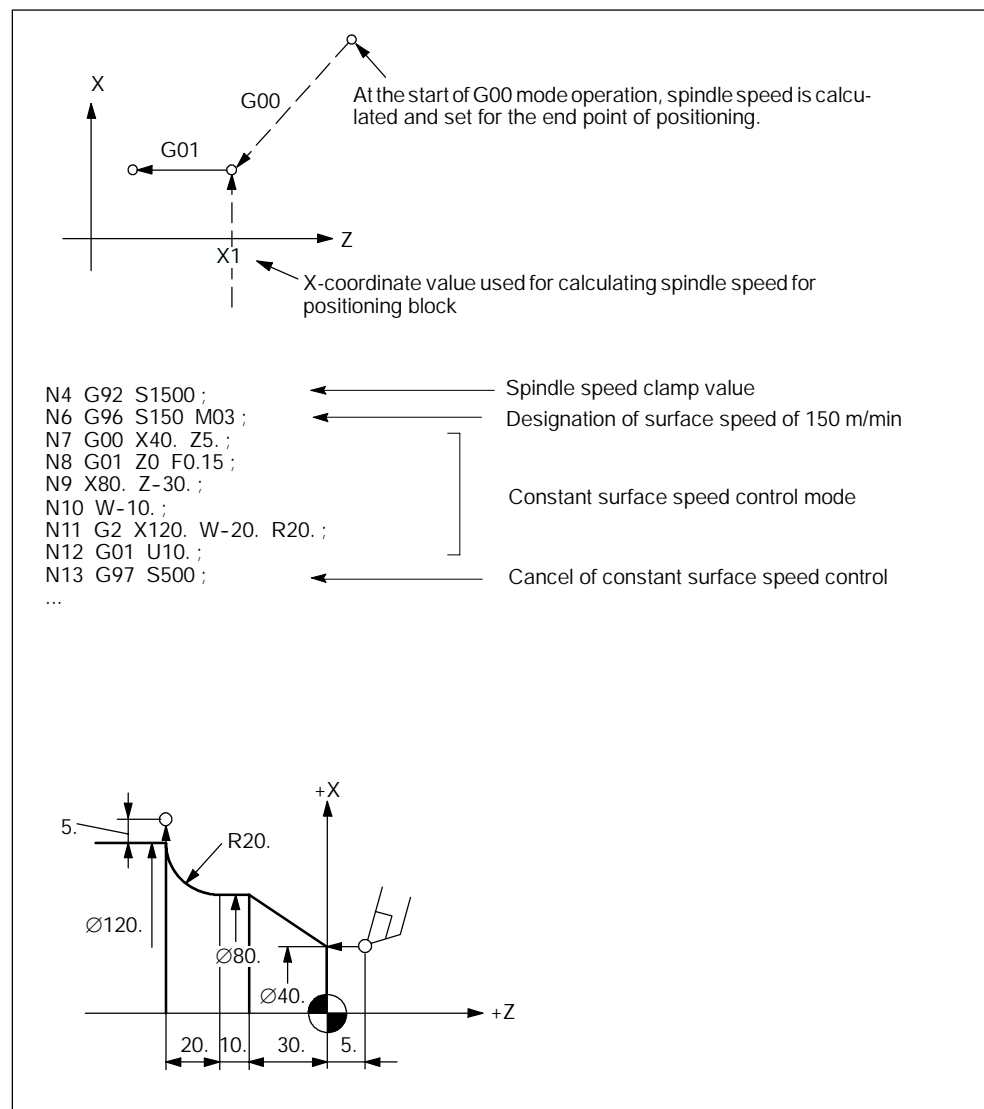 X
G00
At the start of G00 mode operation, spindle speed is calcu-
lated and set for the end point of positioning.
G01
Z
X1
X-coordinate value used for calculating spindle speed for
positioning block
N4 G92 S1500 ;
Spindle speed clamp value
N6 G96 S150 M03 ;
Designation of surface speed of 150 m/min
N7 G00 X40. Z5. ;
N8 G01 Z0 F0.15 ;
N9 X80. Z-30. ;
Constant surface speed control mode
N10 W-10. ;
N11 G2 X120. W-20. R20. ;
N12 G01 U10. ;
N13 G97 S500 ;
Cancel of constant surface speed control
...
+X
5.
R20.
∅120.
∅80.
∅40.
+Z
20. 10. 30. 5.